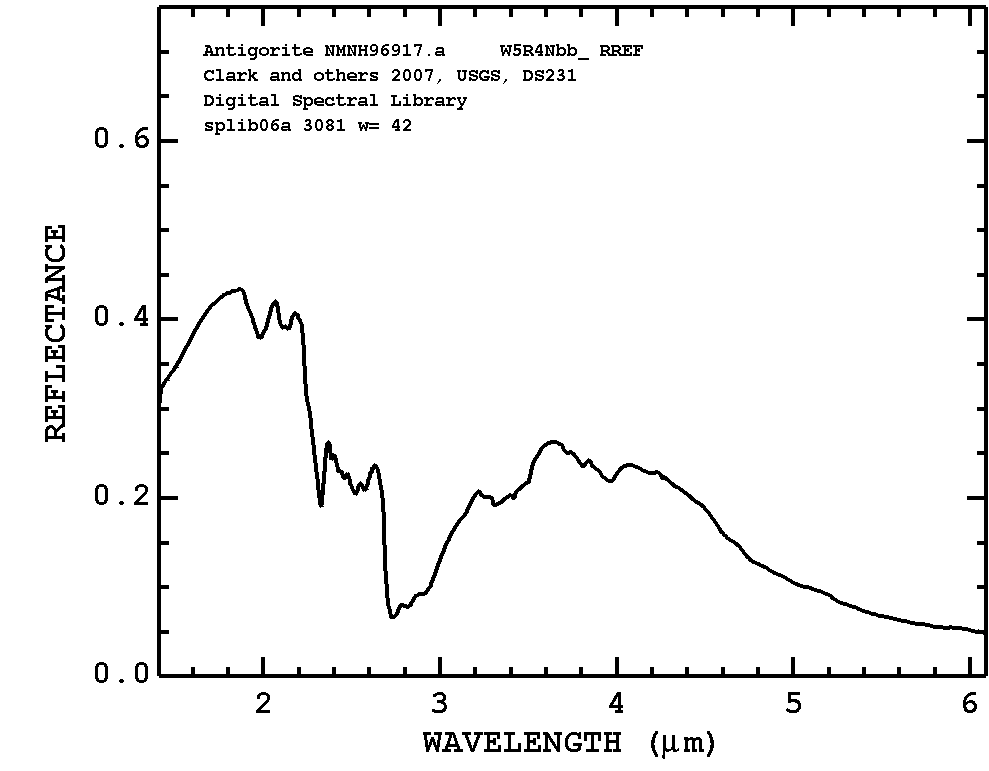 Antigorite NMNH96917.a W5R4Nbb_ RREF
Clark and others 2007, USGS, DS231
Digital Spectral Library
splib06a 3081 w= 42
0.6
0.4
0.2
0.0
REFLECTANCE
2 3 4 5 6
WAVELENGTH (μm)